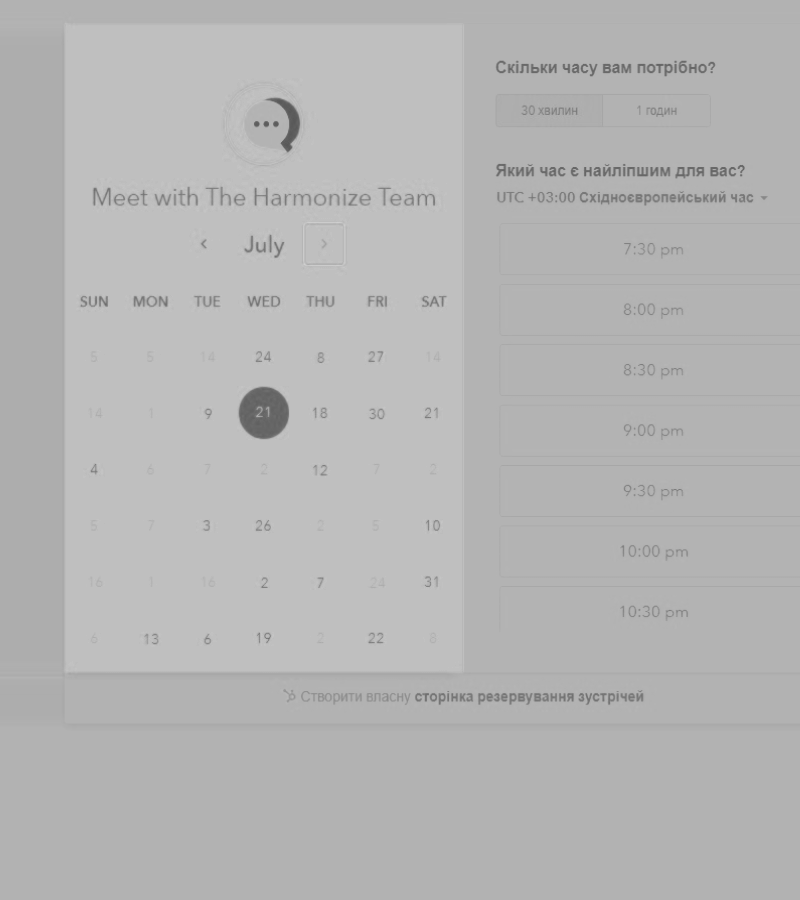 Meet with The Harmonize Team
July
SUN MON TUE WED THU FRI SAT
5 5 14 24 8 27 14
14 1 9 21 18 30 21
4 6 7 2 12 7 2
5 7 3 26 2 5 10
16 1 16 2 7 24 31
6 13 6 19 2 22 8
Скільки часу вам потрібно?
30 хвилин 1 годин
Який час є найліпшим для вас?
UTC +03:00 Східноєвропейський час
7:30 pm
8:00 pm
8:30 pm
9:00 pm
9:30 pm
10:00 pm
10:30 pm
Створити власну сторінка резервування зустрічей